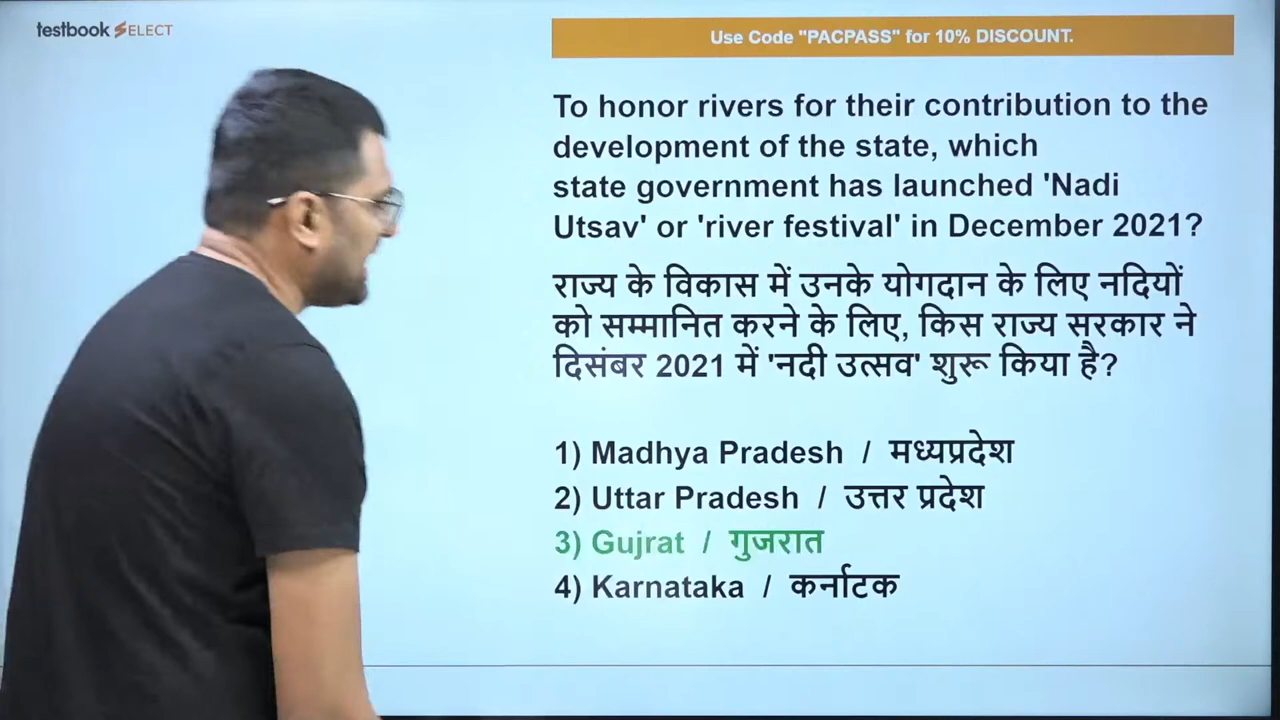 testbook SELECT
Use Code "PACPASS" for 10% DISCOUNT.
To honor rivers for their contribution to the
development of the state, which
state government has launched 'Nadi
Utsav' or 'river festival' in December 2021?
राज्य के विकास में उनके योगदान के लिए नदियों
को सम्मानित करने के लिए, किस राज्य सरकार ने
दिसंबर 2021 में 'नदी उत्सव' शुरू किया है?
1) Madhya Pradesh / मध्यप्रदेश
2) Uttar Pradesh / उत्तर प्रदेश
3) Gujrat / गुजरात
4) Karnataka / कर्नाटक